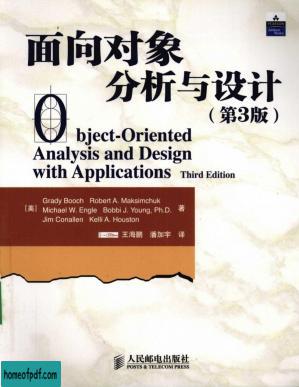 面向对象
分析与设计
(第3版)
Object-Oriented
Analysis and Design
with Applications Third Edition
[美] Grady Booch Robert A. Maksimchuk
Michael W. Engle Bobbi J. Young, Ph.D. 著
Jim Conallen Kelli A. Houston
王海鹏 潘加宇 译
homeofpdf.com
人民邮电出版社
POSTS & TELECOM PRESS